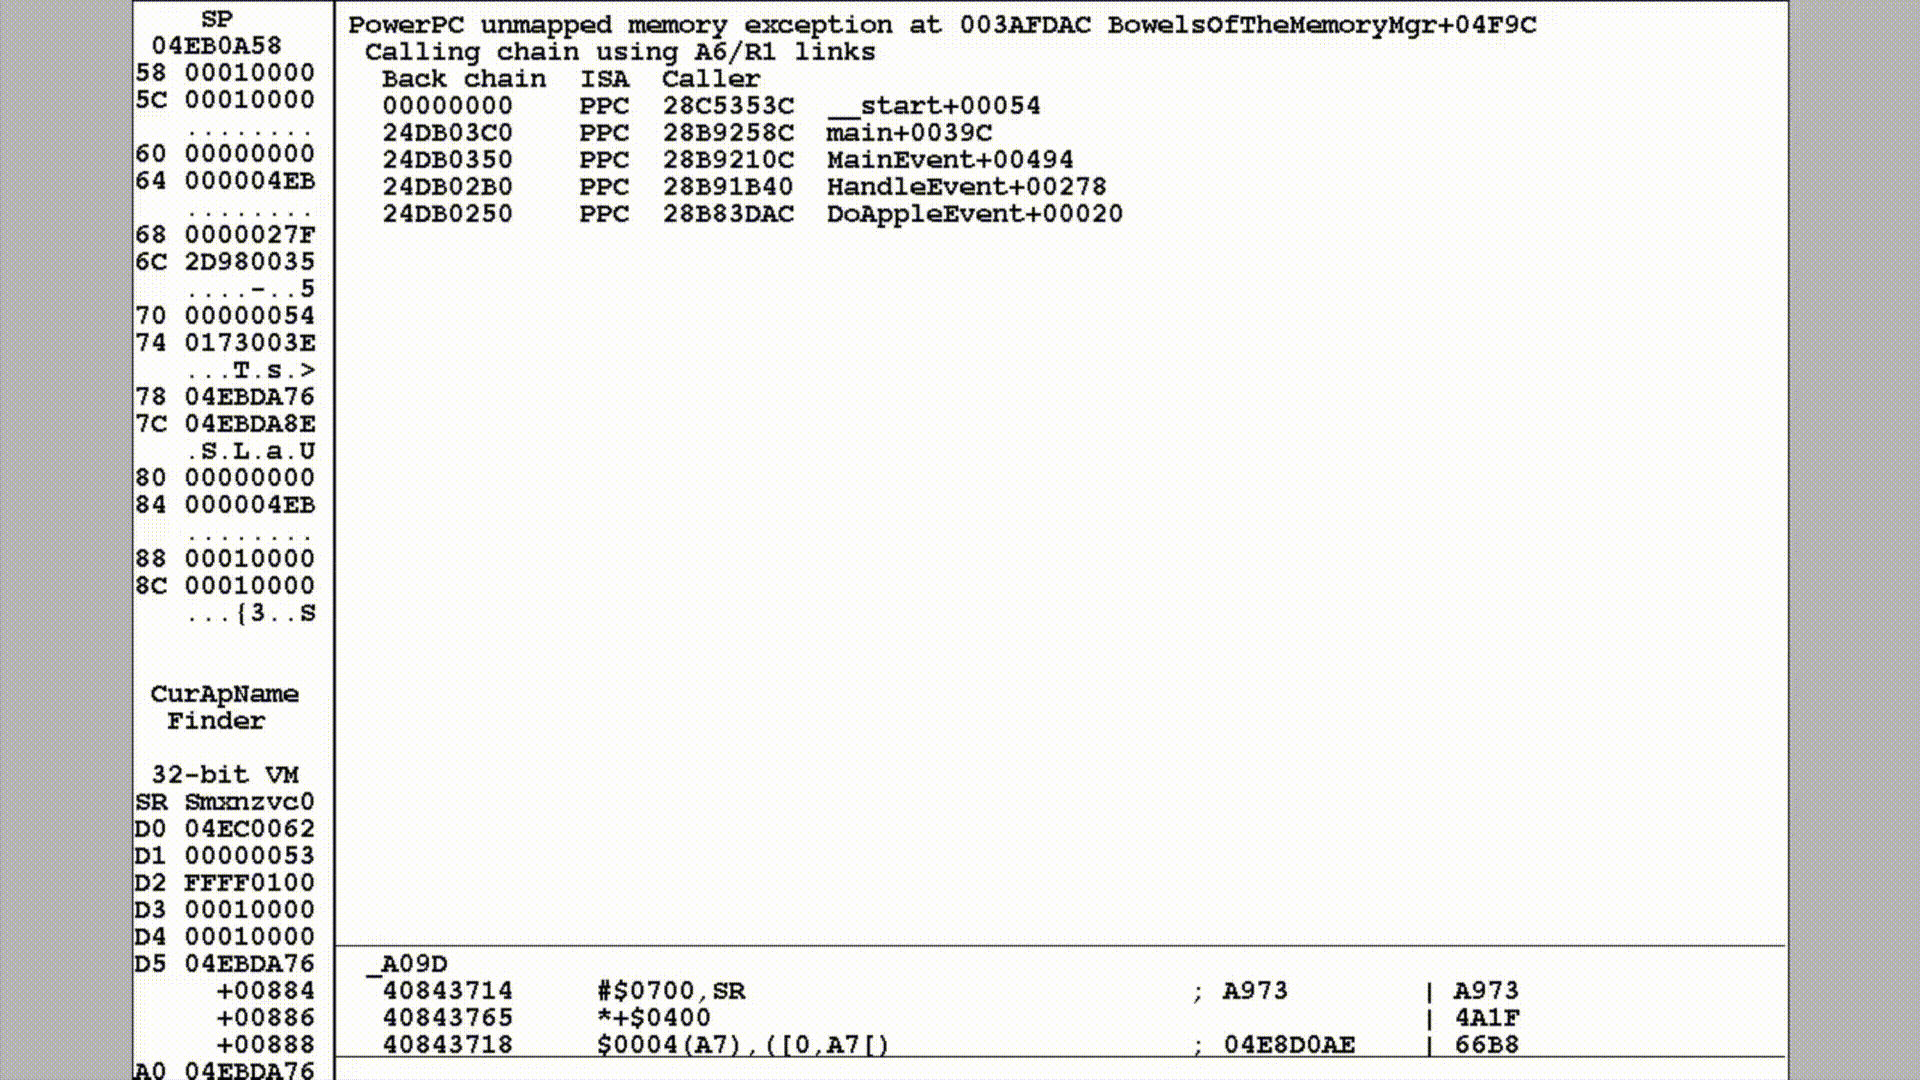 SP
04EB0A58
58 00010000
5C 00010000
........
60 00000000
64 000004EB
........
68 0000027F
6C 2D980035
....-..5
70 00000054
74 0173003E
...T.s.>
78 04EBDA76
7C 04EBDA8E
.S.L.a.U
80 00000000
84 000004EB
........
88 00010000
8C 00010000
...{3..S
CurApName
Finder
32-bit VM
SR Smxnzvc0
D0 04EC0062
D1 00000053
D2 FFFF0100
D3 00010000
D4 00010000
D5 04EBDA76
+00884
+00886
+00888
A0 04EBDA76
PowerPC unmapped memory exception at 003AFDAC BowelsOfTheMemoryMgr+04F9C
Calling chain using A6/R1 links
Back chain ISA Caller
00000000 PPC 28C5353C __start+00054
24DB03C0 PPC 28B9258C main+0039C
24DB0350 PPC 28B9210C MainEvent+00494
24DB02B0 PPC 28B91B40 HandleEvent+00278
24DB0250 PPC 28B83DAC DoAppleEvent+00020
_A09D
40843714 #$0700,SR ; A973 | A973
40843765 *+$0400 | 4A1F
40843718 $0004(A7),([0,A7[) ; 04E8D0AE | 66B8